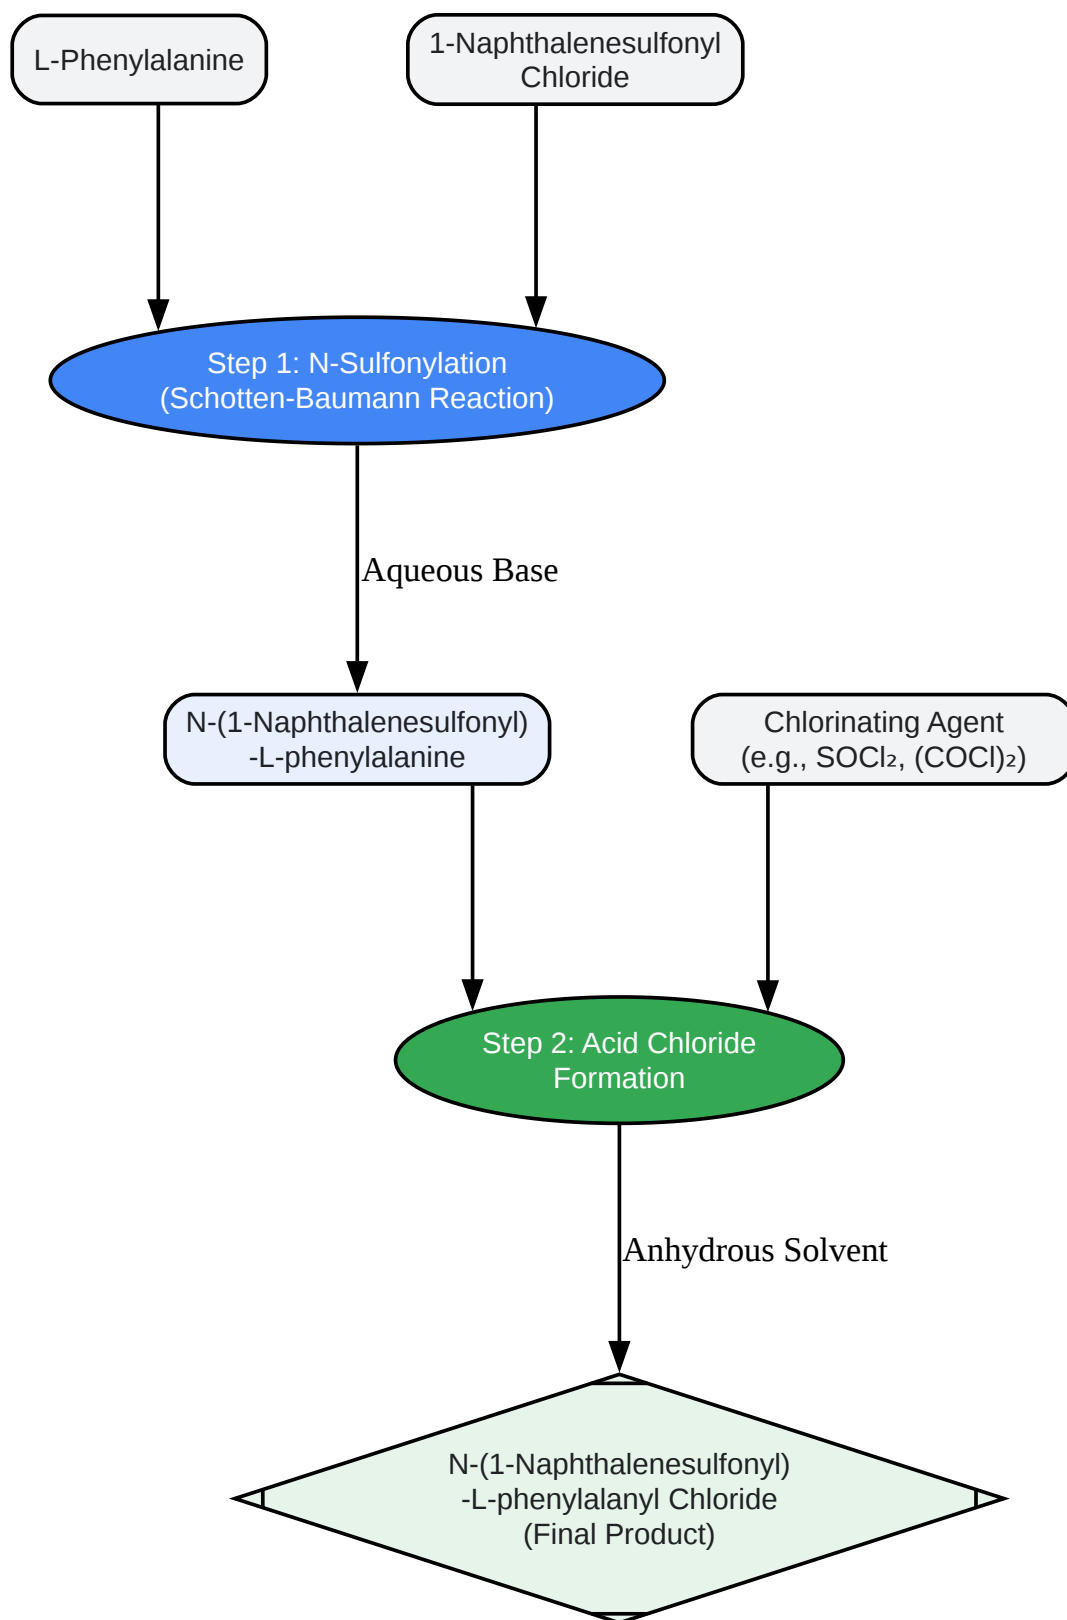 L-Phenylalanine
1-Naphthalenesulfonyl
Chloride
Step 1: N-Sulfonylation
(Schotten-Baumann Reaction)
Aqueous Base
N-(1-Naphthalenesulfonyl)
-L-phenylalanine
Chlorinating Agent
(e.g., SOCl₂, (COCl)₂)
Step 2: Acid Chloride
Formation
Anhydrous Solvent
N-(1-Naphthalenesulfonyl)
-L-phenylalanyl Chloride
(Final Product)